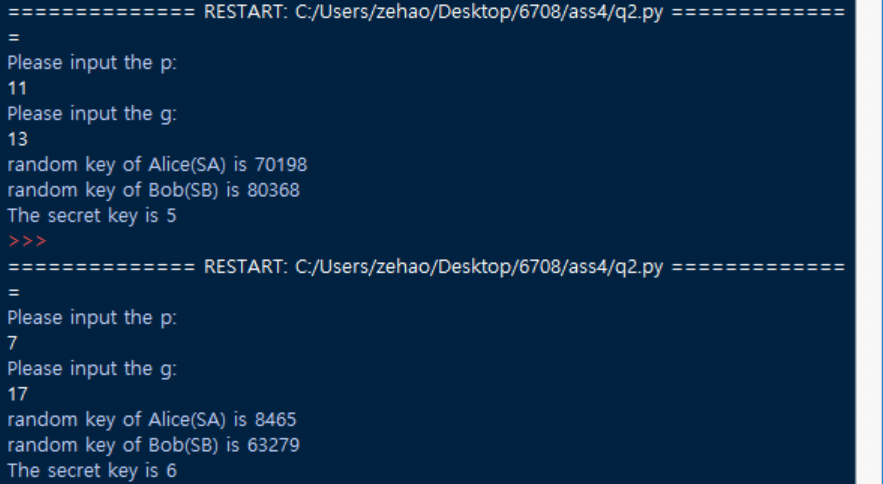 ============== RESTART: C:/Users/zehao/Desktop/6708/ass4/q2.py =============
=
Please input the p:
11
Please input the g:
13
random key of Alice(SA) is 70198
random key of Bob(SB) is 80368
The secret key is 5
>>>
============== RESTART: C:/Users/zehao/Desktop/6708/ass4/q2.py =============
=
Please input the p:
7
Please input the g:
17
random key of Alice(SA) is 8465
random key of Bob(SB) is 63279
The secret key is 6